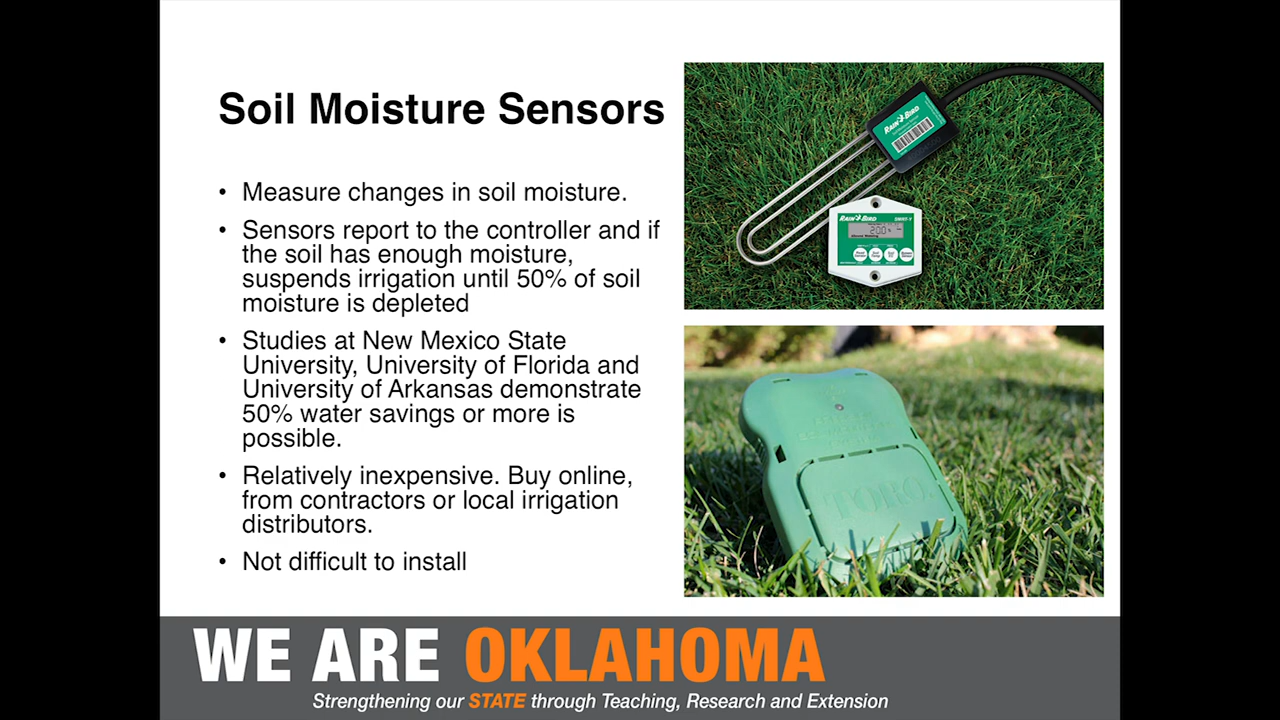 Soil Moisture Sensors
• Measure changes in soil moisture.
• Sensors report to the controller and if
the soil has enough moisture,
suspends irrigation until 50% of soil
moisture is depleted
• Studies at New Mexico State
University, University of Florida and
University of Arkansas demonstrate
50% water savings or more is
possible.
• Relatively inexpensive. Buy online,
from contractors or local irrigation
distributors.
• Not difficult to install
RAIN BIRD
RAIN BIRD
SMRT-Y
TORO
WE ARE OKLAHOMA
Strengthening our STATE through Teaching, Research and Extension